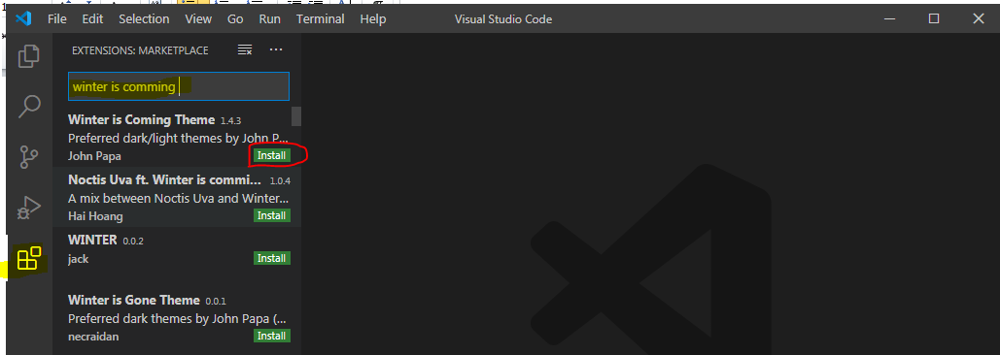 File Edit Selection View Go Run Terminal Help Visual Studio Code
EXTENSIONS: MARKETPLACE
winter is comming
Winter is Coming Theme 1.4.3
Preferred dark/light themes by John P...
John Papa Install
Noctis Uva ft. Winter is commi... 1.0.4
A mix between Noctis Uva and Winter...
Hai Hoang Install
WINTER 0.0.2
jack Install
Winter is Gone Theme 0.0.1
Preferred dark themes by John Papa (...
necraidan Install